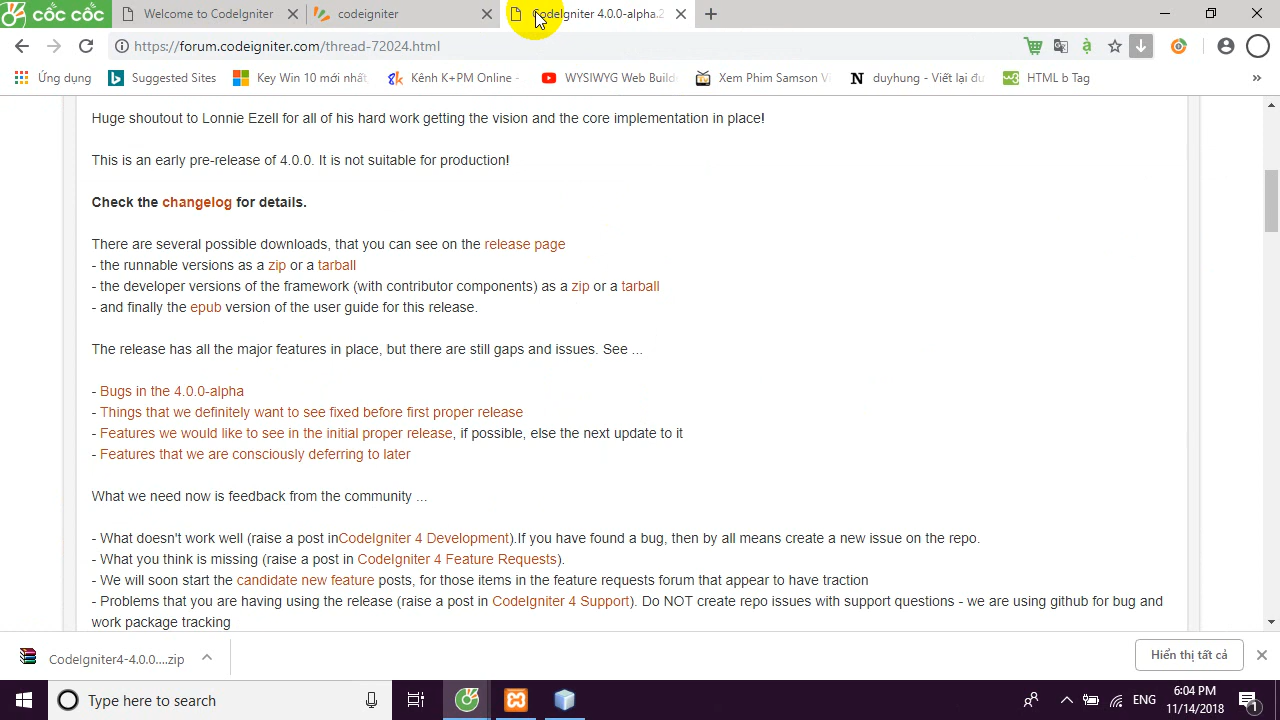 cốc cốc
Welcome to CodeIgniter
codeigniter
CodeIgniter 4.0.0-alpha.2
https://forum.codeigniter.com/thread-72024.html
Ứng dụng
Suggested Sites
Key Win 10 mới nhất
Kênh K+PM Online -
WYSIWYG Web Build
Xem Phim Samson V
duyhung - Viết lại đư
HTML b Tag
Huge shoutout to Lonnie Ezell for all of his hard work getting the vision and the core implementation in place!
This is an early pre-release of 4.0.0. It is not suitable for production!
Check the changelog for details.
There are several possible downloads, that you can see on the release page
- the runnable versions as a zip or a tarball
- the developer versions of the framework (with contributor components) as a zip or a tarball
- and finally the epub version of the user guide for this release.
The release has all the major features in place, but there are still gaps and issues. See ...
- Bugs in the 4.0.0-alpha
- Things that we definitely want to see fixed before first proper release
- Features we would like to see in the initial proper release, if possible, else the next update to it
- Features that we are consciously deferring to later
What we need now is feedback from the community ...
- What doesn't work well (raise a post inCodeIgniter 4 Development).If you have found a bug, then by all means create a new issue on the repo.
- What you think is missing (raise a post in CodeIgniter 4 Feature Requests).
- We will soon start the candidate new feature posts, for those items in the feature requests forum that appear to have traction
- Problems that you are having using the release (raise a post in CodeIgniter 4 Support). Do NOT create repo issues with support questions - we are using github for bug and
work package tracking
CodeIgniter4-4.0.0....zip
Hiển thị tất cả
Type here to search
ENG
6:04 PM
11/14/2018
1